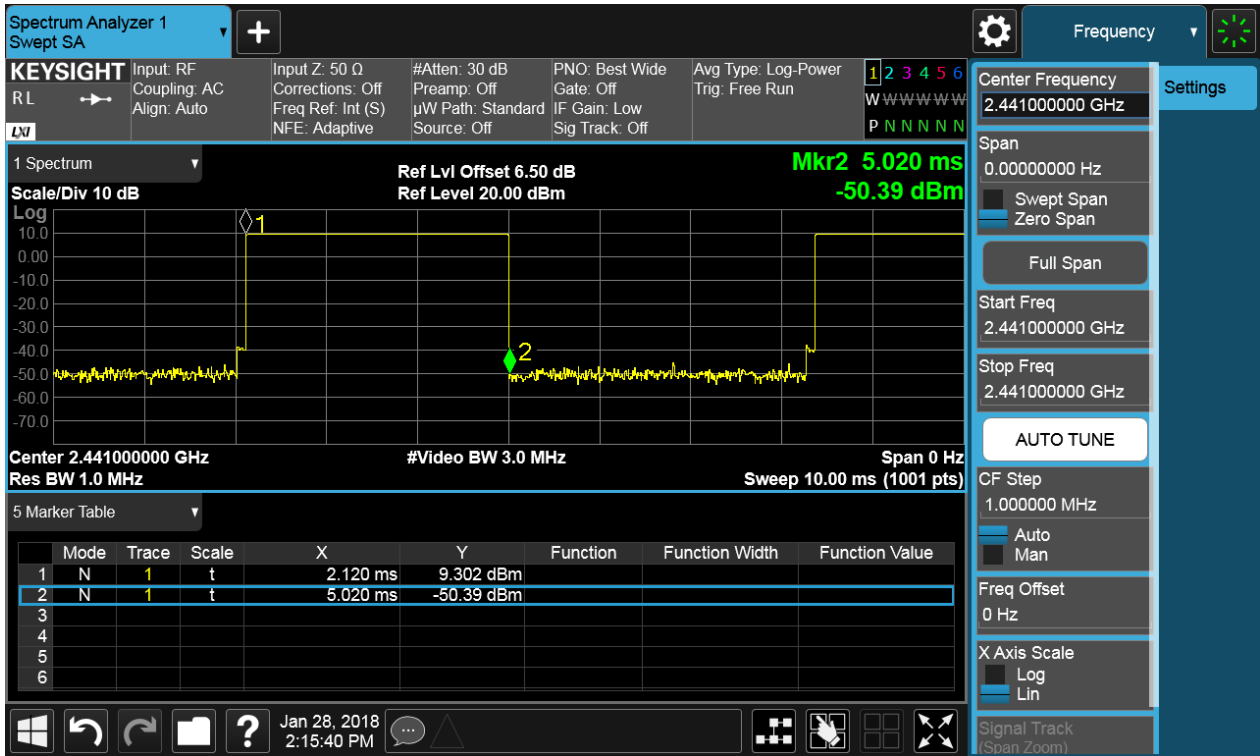 Spectrum Analyzer 1
Swept SA
Frequency
KEYSIGHT
RL
LXI
Input: RF
Coupling: AC
Align: Auto
Input Z: 50 Ω
Corrections: Off
Freq Ref: Int (S)
NFE: Adaptive
#Atten: 30 dB
Preamp: Off
µW Path: Standard
Source: Off
PNO: Best Wide
Gate: Off
IF Gain: Low
Sig Track: Off
Avg Type: Log-Power
Trig: Free Run
1 2 3 4 5 6
W W W W W W
P N N N N N
1 Spectrum
Scale/Div 10 dB
Ref Lvl Offset 6.50 dB
Ref Level 20.00 dBm
Mkr2 5.020 ms
-50.39 dBm
Log
10.0
0.00
-10.0
-20.0
-30.0
-40.0
-50.0
-60.0
-70.0
1
2
Center 2.441000000 GHz
#Video BW 3.0 MHz
Span 0 Hz
Res BW 1.0 MHz
Sweep 10.00 ms (1001 pts)
5 Marker Table
Mode Trace Scale X Y Function Function Width Function Value
1 N 1 t 2.120 ms 9.302 dBm
2 N 1 t 5.020 ms -50.39 dBm
3
4
5
6
Jan 28, 2018
2:15:40 PM
Center Frequency
2.441000000 GHz
Settings
Span
0.00000000 Hz
Swept Span
Zero Span
Full Span
Start Freq
2.441000000 GHz
Stop Freq
2.441000000 GHz
AUTO TUNE
CF Step
1.000000 MHz
Auto
Man
Freq Offset
0 Hz
X Axis Scale
Log
Lin
Signal Track
(Span Zoom)